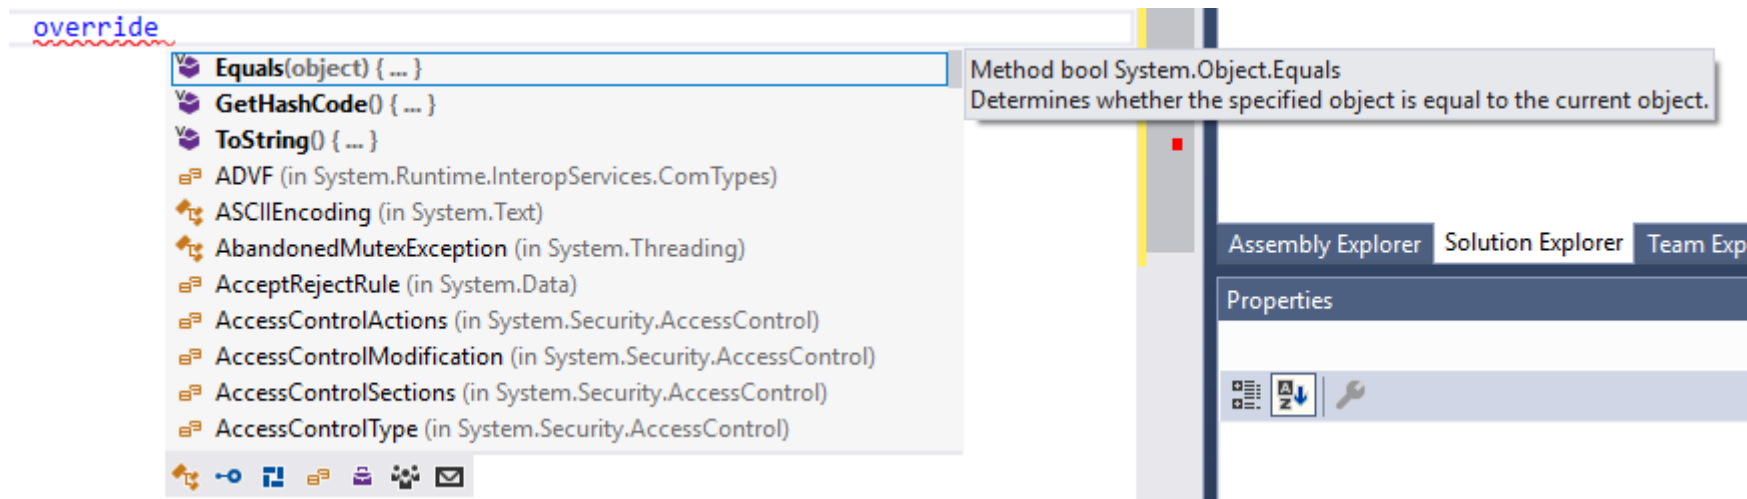 override
Equals(object) { ... }
GetHashCode() { ... }
ToString() { ... }
ADVF (in System.Runtime.InteropServices.ComTypes)
ASCIIEncoding (in System.Text)
AbandonedMutexException (in System.Threading)
AcceptRejectRule (in System.Data)
AccessControlActions (in System.Security.AccessControl)
AccessControlModification (in System.Security.AccessControl)
AccessControlSections (in System.Security.AccessControl)
AccessControlType (in System.Security.AccessControl)
Method bool System.Object.Equals
Determines whether the specified object is equal to the current object.
Assembly Explorer Solution Explorer Team Exp
Properties